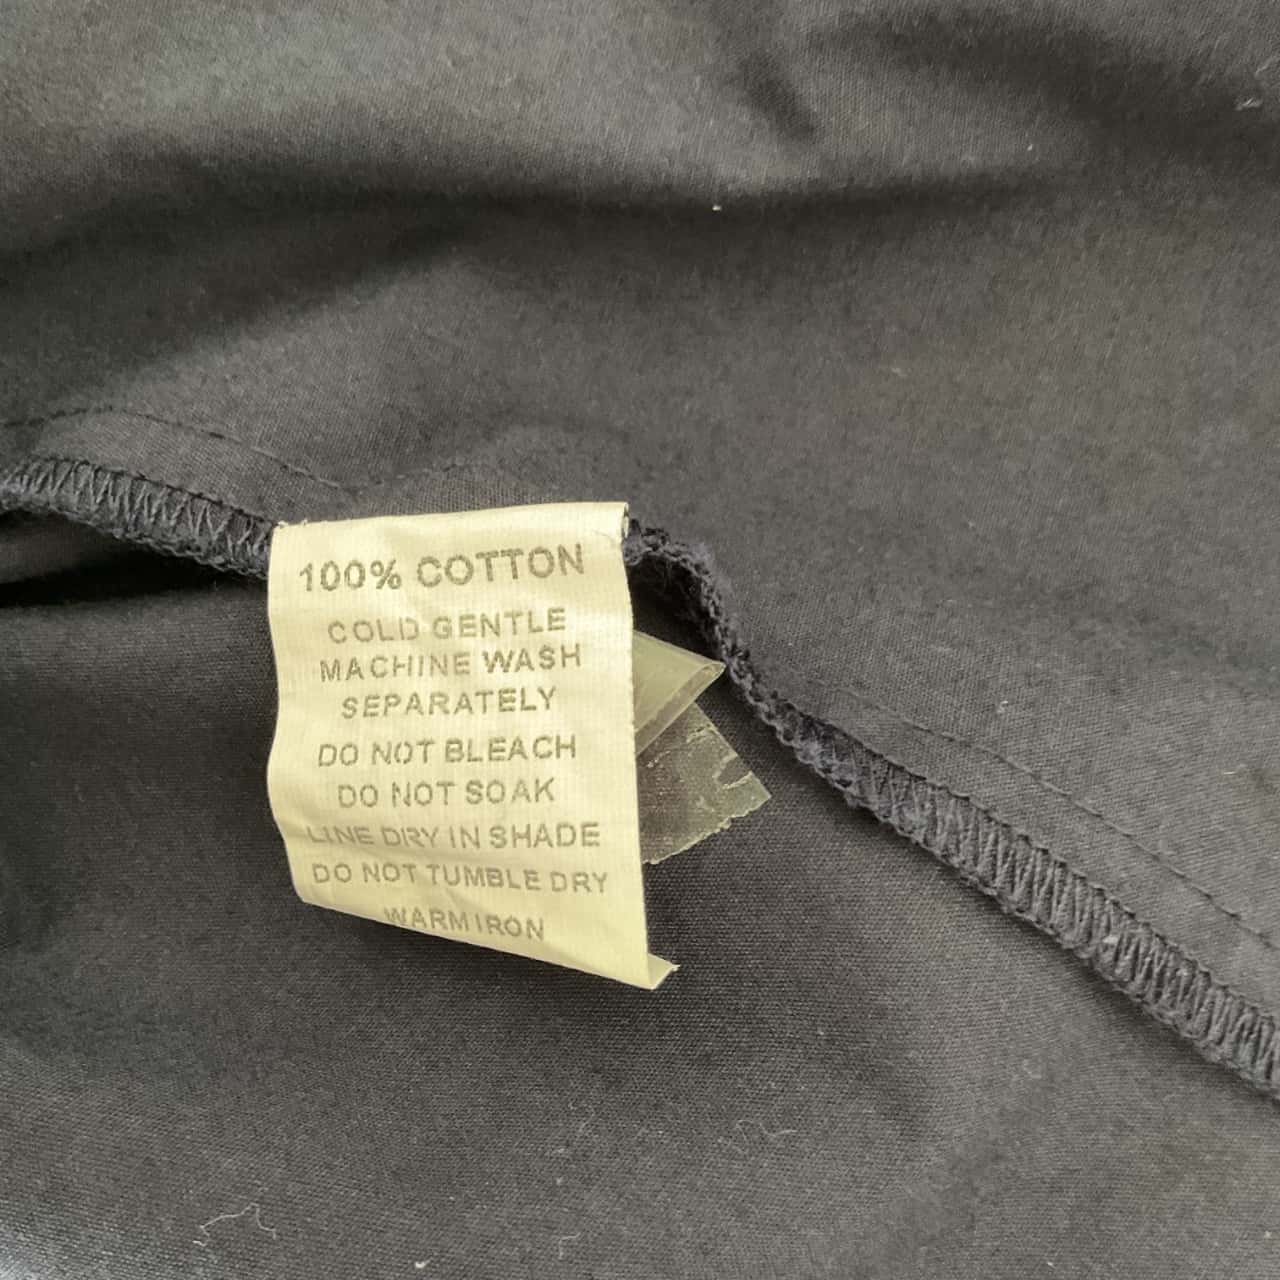 100% COTTON
COLD GENTLE
MACHINE WASH
SEPARATELY
DO NOT BLEACH
DO NOT SOAK
LINE DRY IN SHADE
DO NOT TUMBLE DRY
WARM IRON